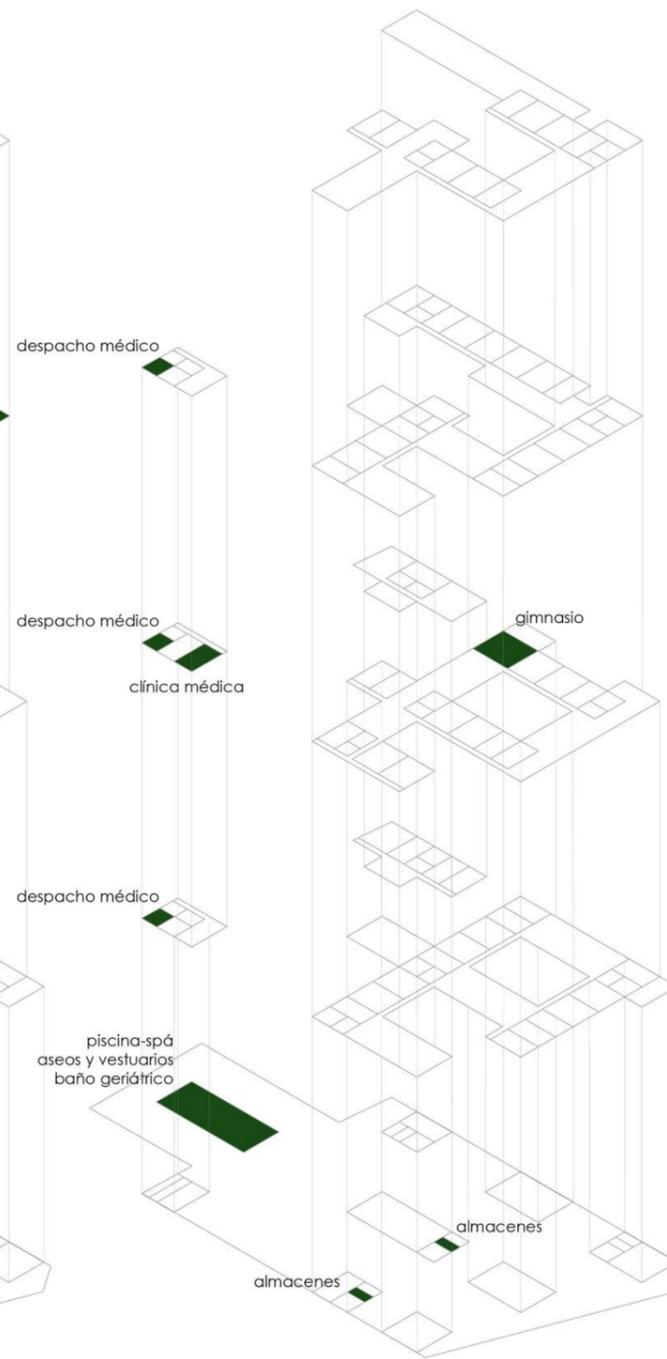 despacho médico
despacho médico
gimnasio
clínica médica
despacho médico
piscina-spá
aseos y vestuarios
baño geriátrico
almacenes
almacenes